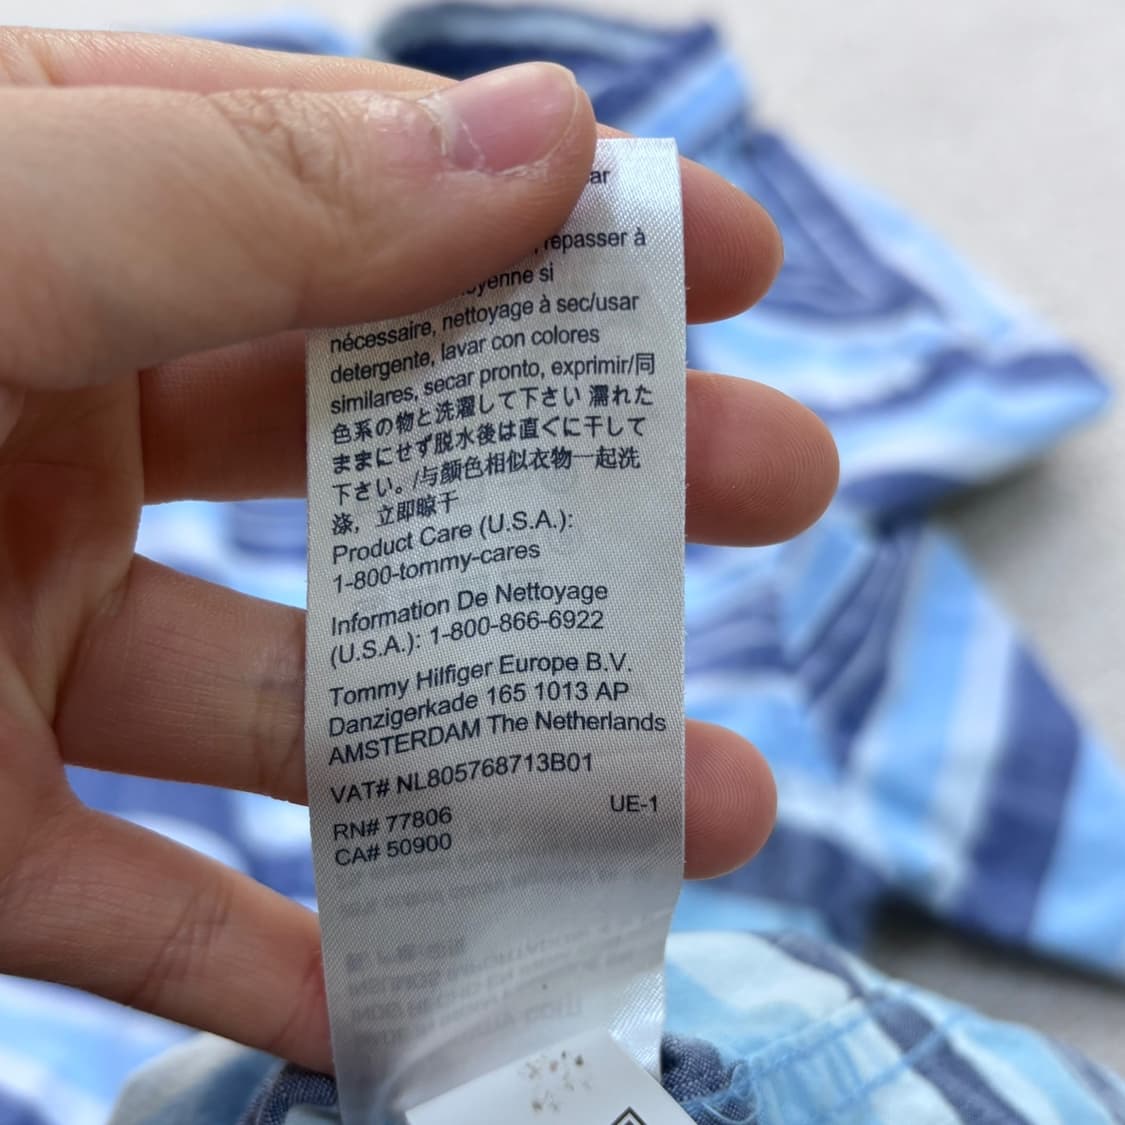 repasser à
si
nécessaire, nettoyage à sec/usar
detergente, lavar con colores
similares, secar pronto, exprimir/同
色系の物と洗濯して下さい 濡れた
ままにせず脱水後は直ぐに干して
下さい。/与颜色相似衣物一起洗
涤，立即晾干
Product Care (U.S.A.):
1-800-tommy-cares
Information De Nettoyage
(U.S.A.): 1-800-866-6922
Tommy Hilfiger Europe B.V.
Danzigerkade 165 1013 AP
AMSTERDAM The Netherlands
VAT# NL805768713B01
RN# 77806 UE-1
CA# 50900